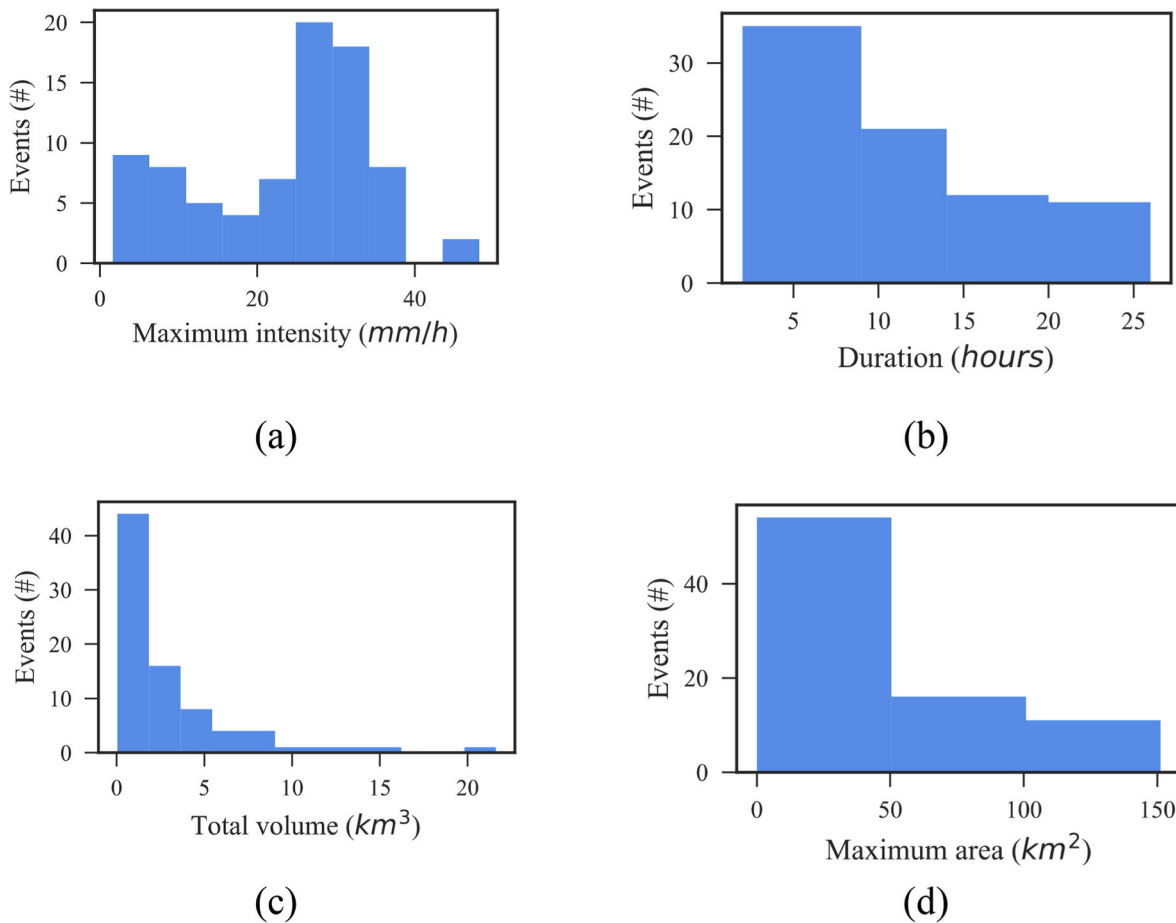 20
15
10
5
0
Events (#)
0 20 40
Maximum intensity (mm/h)
(a)
30
20
10
0
Events (#)
5 10 15 20 25
Duration (hours)
(b)
40
30
20
10
0
Events (#)
0 5 10 15 20
Total volume (km³)
(c)
40
20
0
Events (#)
0 50 100 150
Maximum area (km²)
(d)